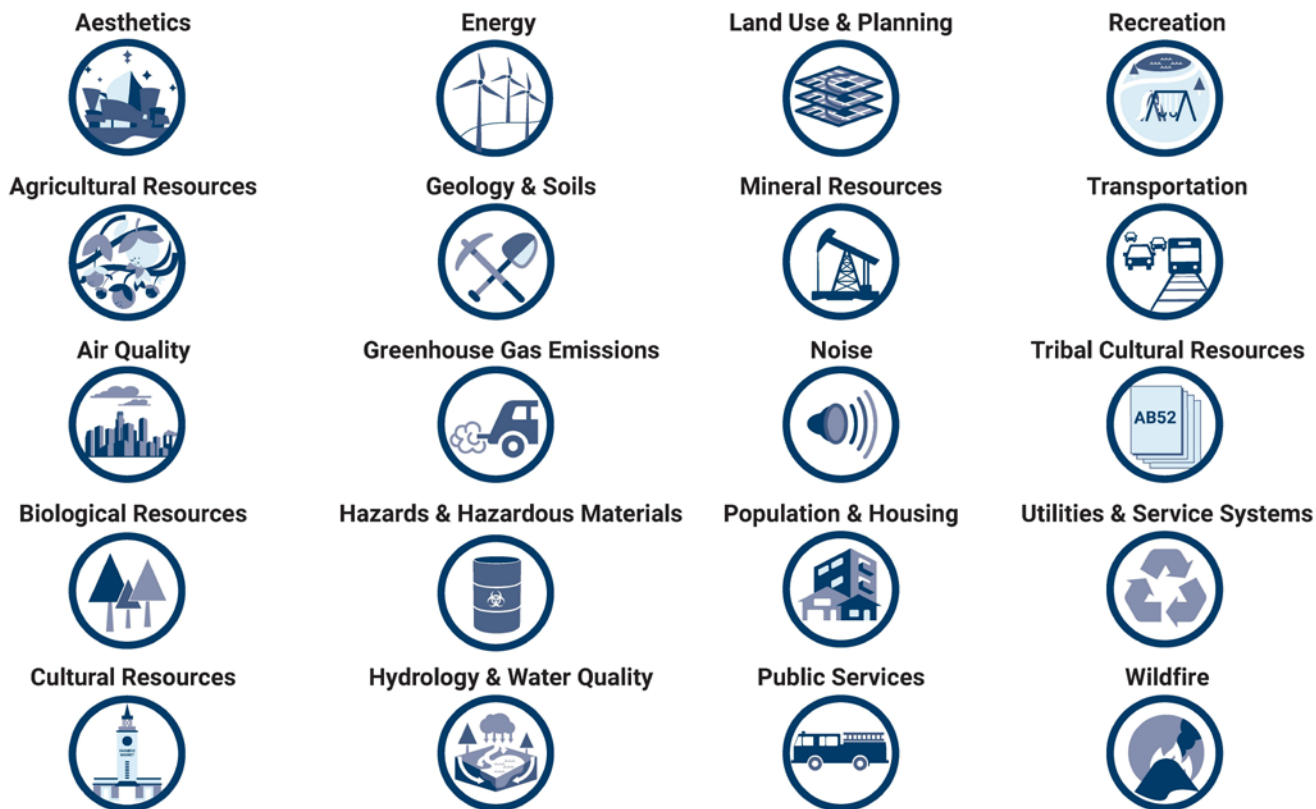 Aesthetics
Energy
Land Use & Planning
Recreation
Agricultural Resources
Geology & Soils
Mineral Resources
Transportation
Air Quality
Greenhouse Gas Emissions
Noise
Tribal Cultural Resources
AB52
Biological Resources
Hazards & Hazardous Materials
Population & Housing
Utilities & Service Systems
Cultural Resources
Hydrology & Water Quality
Public Services
Wildfire